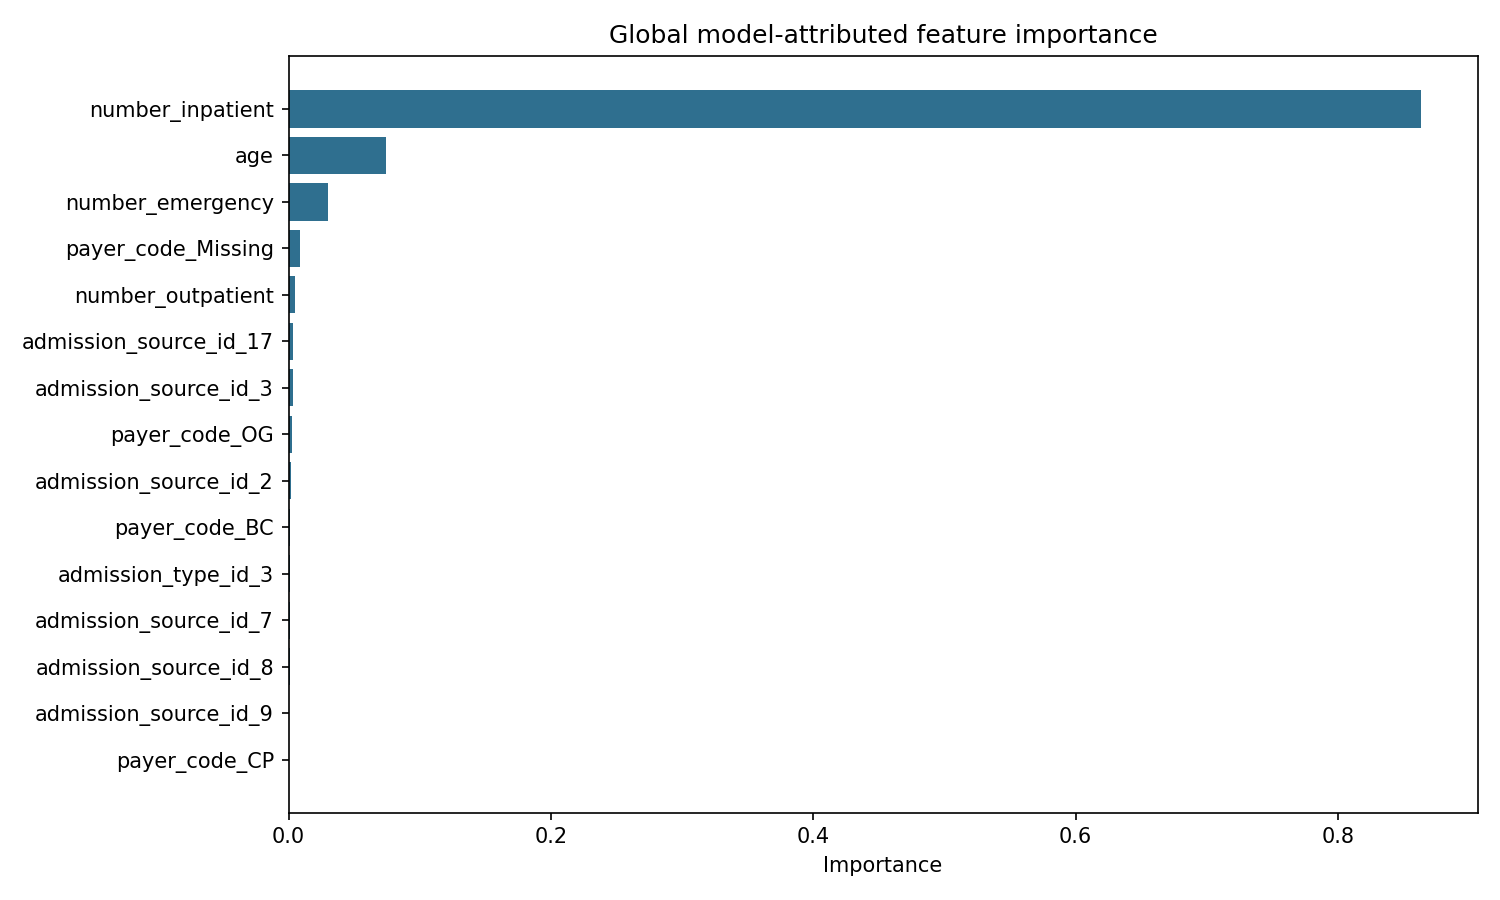 Global model-attributed feature importance
number_inpatient
age
number_emergency
payer_code_Missing
number_outpatient
admission_source_id_17
admission_source_id_3
payer_code_OG
admission_source_id_2
payer_code_BC
admission_type_id_3
admission_source_id_7
admission_source_id_8
admission_source_id_9
payer_code_CP
0.0 0.2 0.4 0.6 0.8
Importance